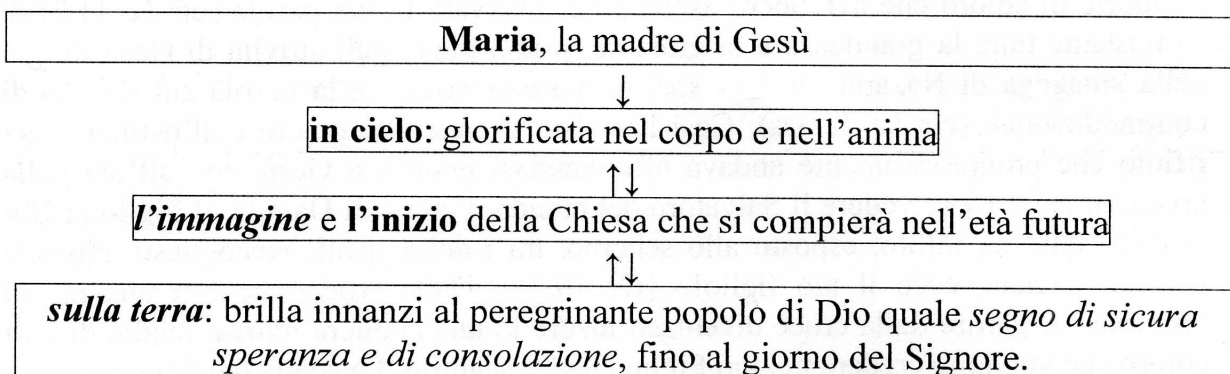 Maria, la madre di Gesù
↓
in cielo: glorificata nel corpo e nell'anima
↑↓
l'immagine e l'inizio della Chiesa che si compierà nell'età futura
↑↓
sulla terra: brilla innanzi al peregrinante popolo di Dio quale segno di sicura
speranza e di consolazione, fino al giorno del Signore.